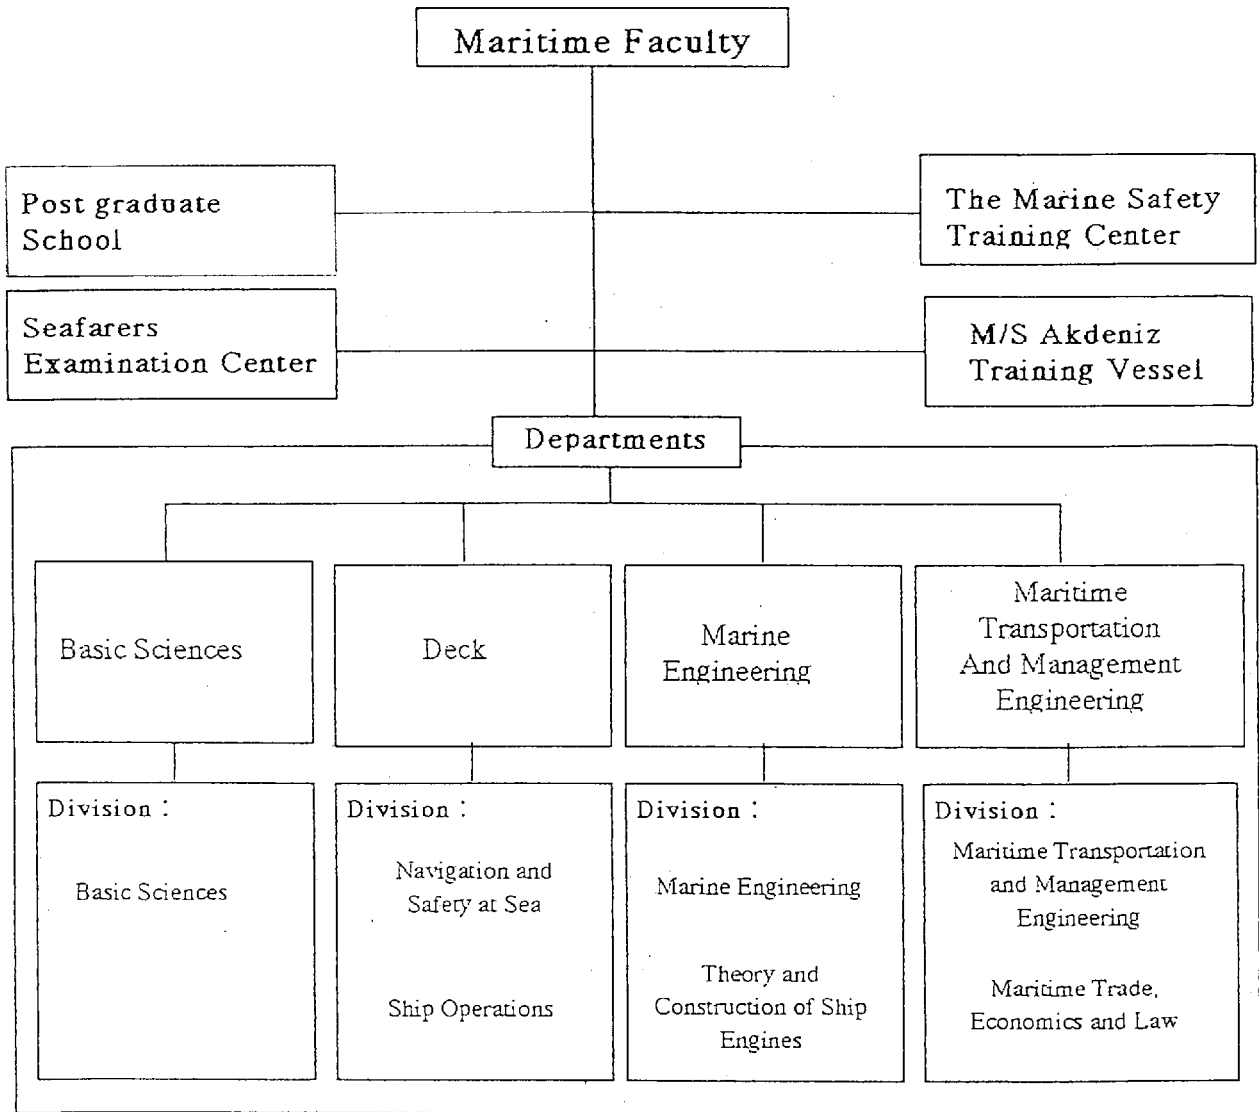 Maritime Faculty
Post graduate
School
The Marine Safety
Training Center
Seafarers
Examination Center
M/S Akdeniz
Training Vessel
Departments
Basic Sciences
Deck
Marine
Engineering
Maritime
Transportation
And Management
Engineering
Division :
Basic Sciences
Division :
Navigation and
Safety at Sea
Ship Operations
Division :
Marine Engineering
Theory and
Construction of Ship
Engines
Division :
Maritime Transportation
and Management
Engineering
Maritime Trade,
Economics and Law